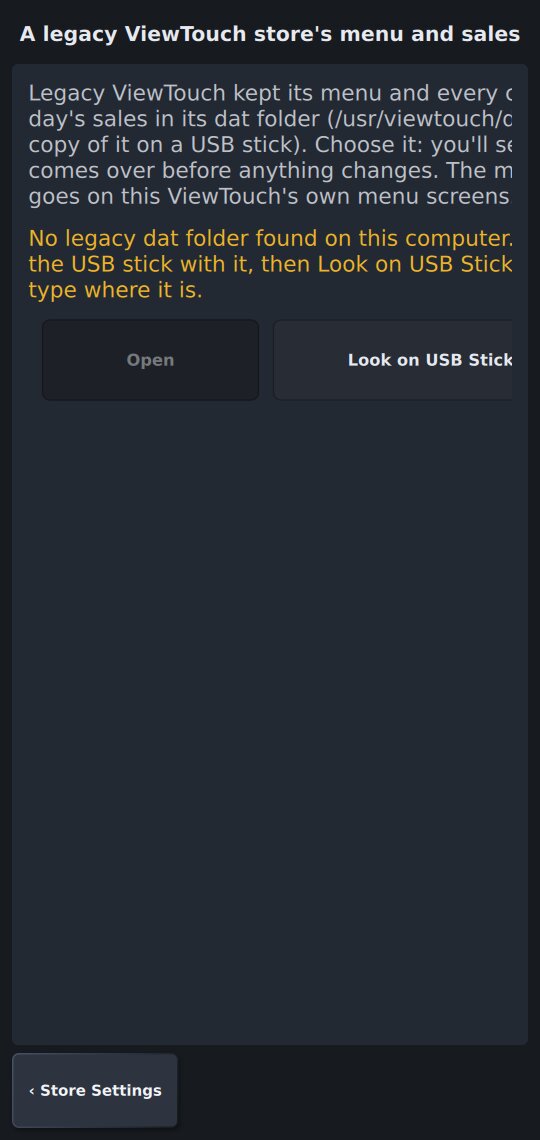 A legacy ViewTouch store's menu and sales
Legacy ViewTouch kept its menu and every
day's sales in its dat folder (/usr/viewtouch/
copy of it on a USB stick). Choose it: you'll
comes over before anything changes. The
goes on this ViewTouch's own menu screens
No legacy dat folder found on this computer.
the USB stick with it, then Look on USB Stick
type where it is.
Open
Look on USB Stick
‹ Store Settings